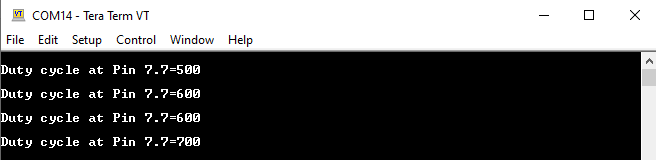 COM14 - Tera Term VT
File Edit Setup Control Window Help
Duty cycle at Pin 7.7=500
Duty cycle at Pin 7.7=600
Duty cycle at Pin 7.7=600
Duty cycle at Pin 7.7=700